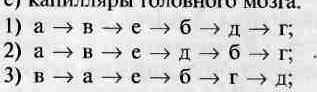 е) капилляры головного мозга.
1) а → в → е → б → д → г;
2) а → в → е → д → б → г;
3) в → а → е → б → г → д;